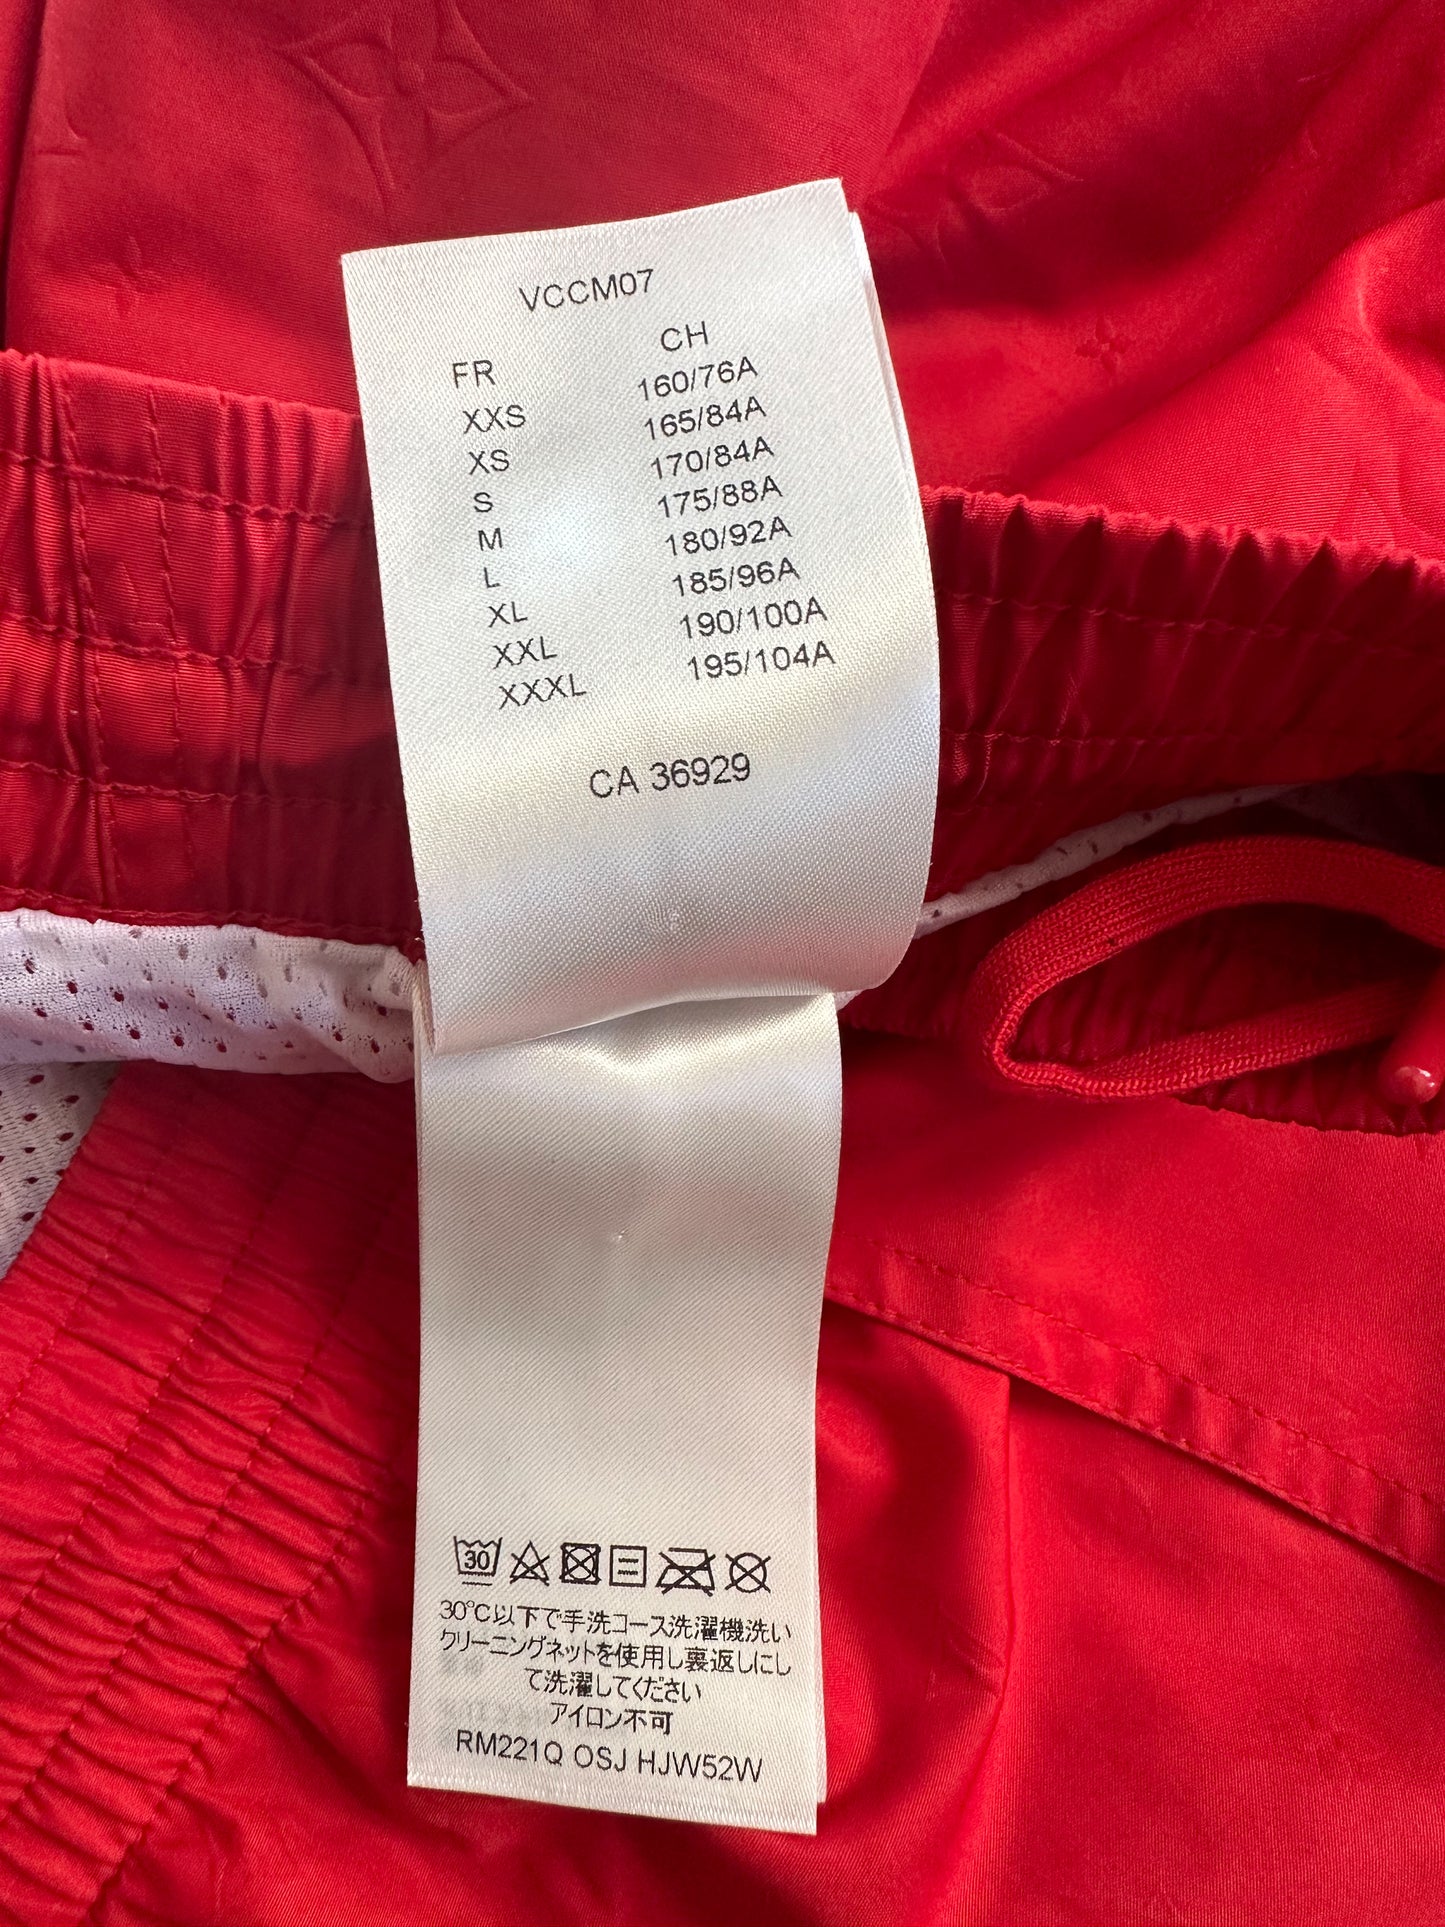 VCCM07
FR CH
XXS 160/76A
XS 165/84A
S 170/84A
M 175/88A
L 180/92A
XL 185/96A
XXL 190/100A
XXXL 195/104A
CA 36929
30
30°C以下で手洗コース洗濯機洗い
クリーニングネットを使用し裏返しにし
て洗濯してください
アイロン不可
RM221Q OSJ HJW52W